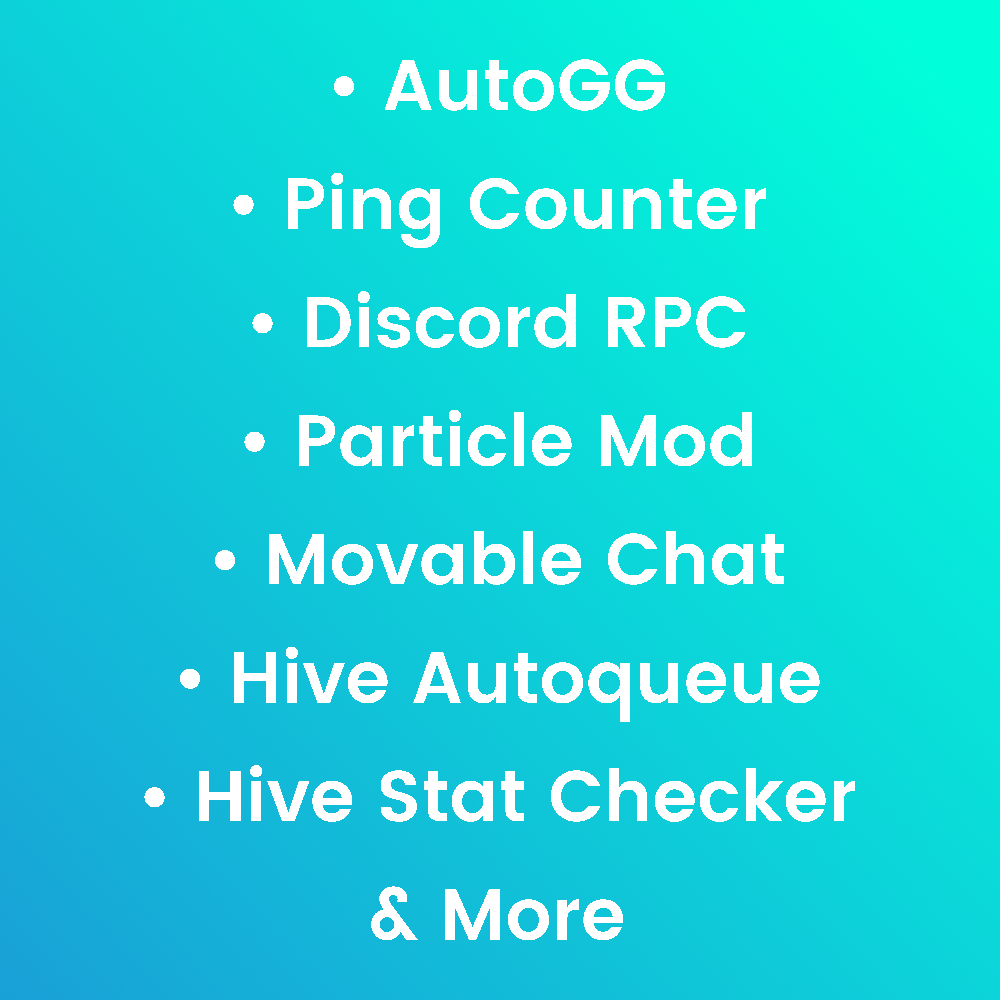 • AutoGG
• Ping Counter
• Discord RPC
• Particle Mod
• Movable Chat
• Hive Autoqueue
• Hive Stat Checker
& More